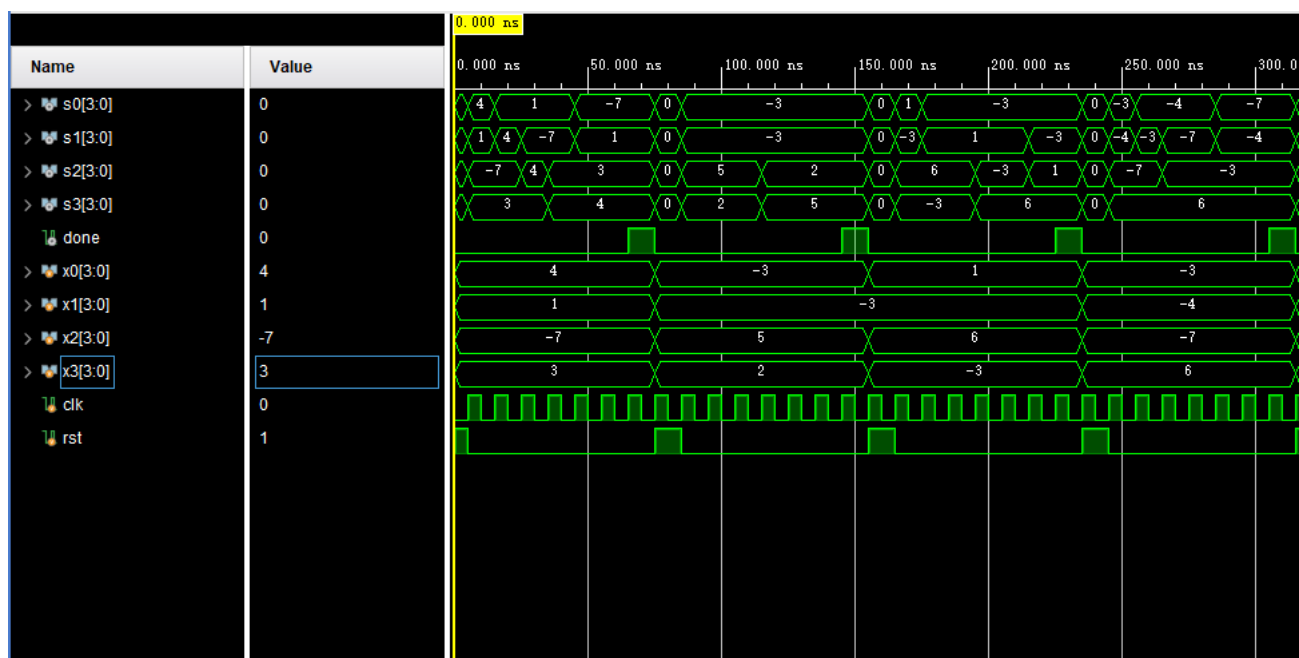 0.000 ns
Name Value 0.000 ns 50.000 ns 100.000 ns 150.000 ns 200.000 ns 250.000 ns 300.0
s0[3:0] 0 4 1 -7 0 -3 0 1 -3 0 -3 -4 -7
s1[3:0] 0 1 4 -7 1 0 -3 0 -3 1 -3 0 -4 -3 -7 -4
s2[3:0] 0 -7 4 3 0 5 2 0 6 -3 1 0 -7 -3
s3[3:0] 0 3 4 0 2 5 0 -3 6 0 6
done 0
x0[3:0] 4 4 -3 1 -3
x1[3:0] 1 1 -3 -4
x2[3:0] -7 -7 5 6 -7
x3[3:0] 3 3 2 -3 6
clk 0
rst 1